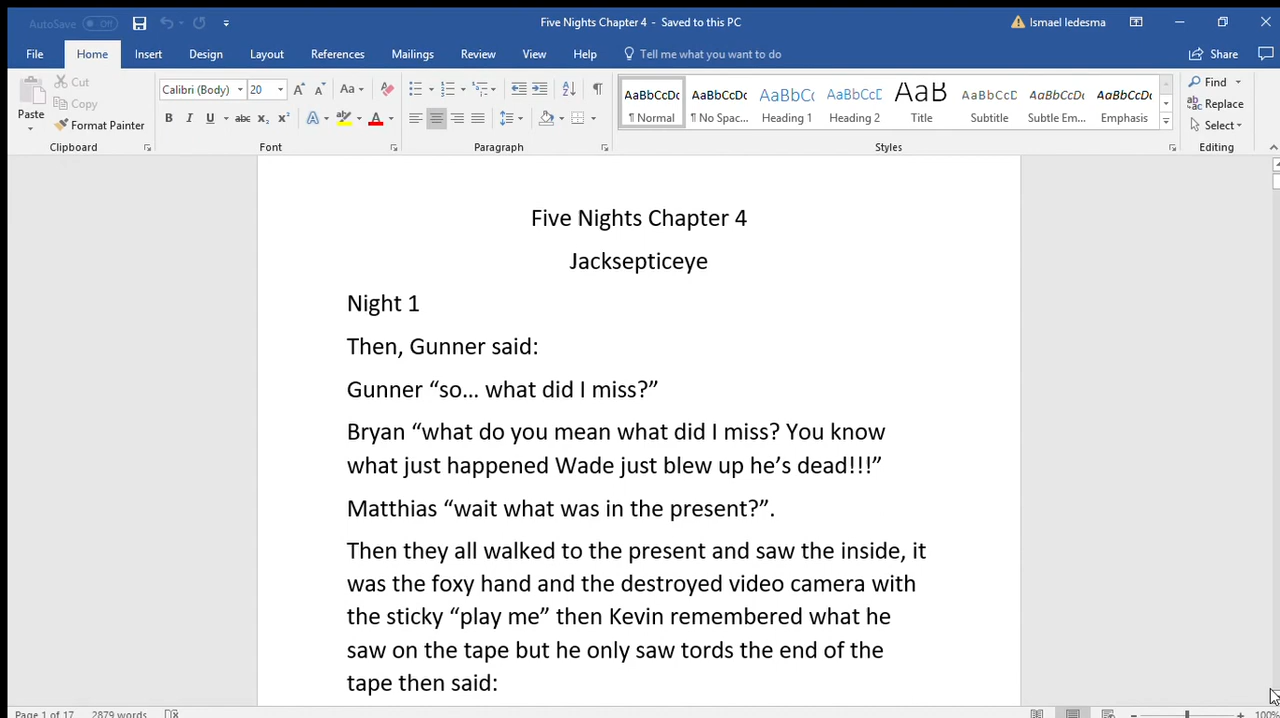 AutoSave Off Five Nights Chapter 4 - Saved to this PC Ismael ledesma
File Home Insert Design Layout References Mailings Review View Help Tell me what you want to do Share
Paste Cut Copy Format Painter
Calibri (Body) 20 Aa
B I U abc x₂ x² A A
AaBbCcDc AaBbCcDc AaBbCc AaBbCcE AaB AaBbCcD AaBbCcDc AaBbCcDc
¶ Normal ¶ No Spac... Heading 1 Heading 2 Title Subtitle Subtle Em... Emphasis
Find
Replace
Select
Clipboard Font Paragraph Styles Editing
Five Nights Chapter 4
Jacksepticeye
Night 1
Then, Gunner said:
Gunner “so… what did I miss?”
Bryan “what do you mean what did I miss? You know
what just happened Wade just blew up he’s dead!!!”
Matthias “wait what was in the present?”.
Then they all walked to the present and saw the inside, it
was the foxy hand and the destroyed video camera with
the sticky “play me” then Kevin remembered what he
saw on the tape but he only saw tords the end of the
tape then said:
Page 1 of 17 2879 words 100%